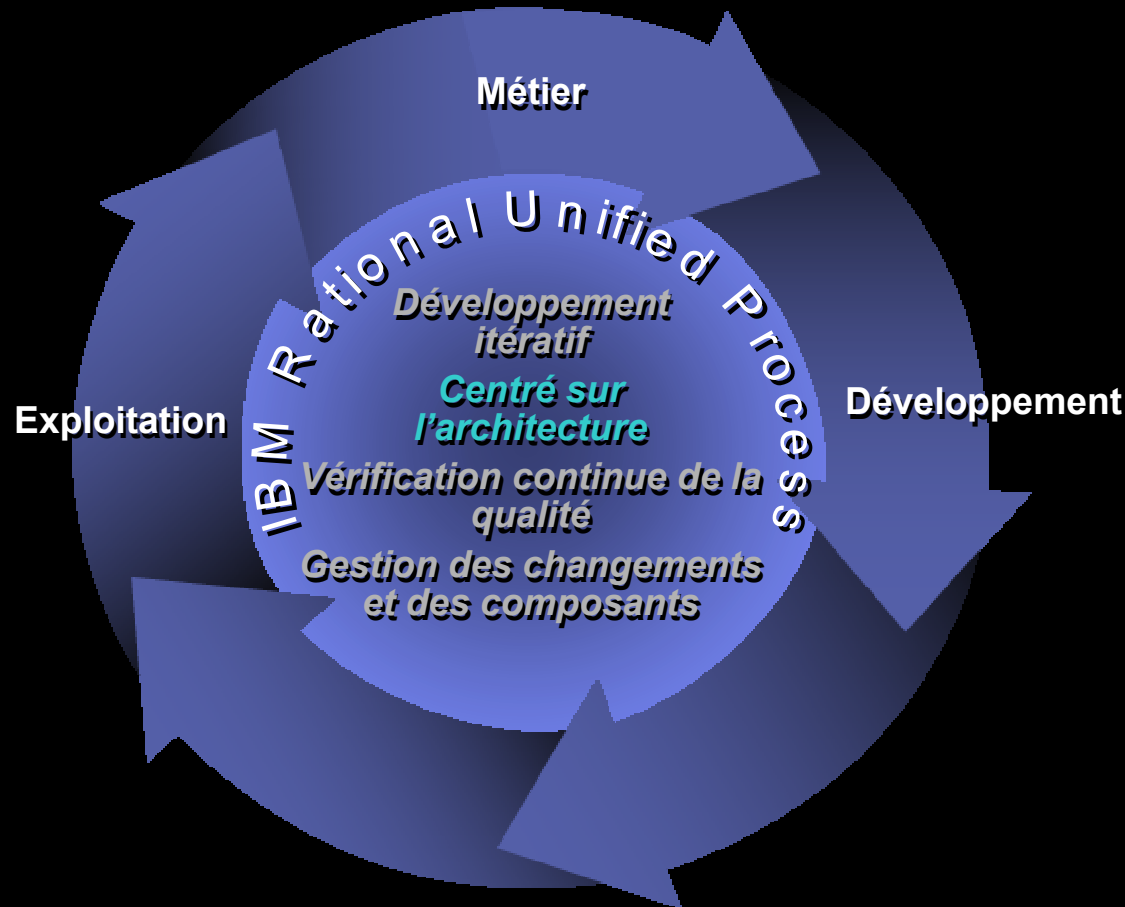 Métier
IBM Rational Unified Process
Développement
itératif
Centré sur
l’architecture
Exploitation
Développement
Vérification continue de la
qualité
Gestion des changements
et des composants